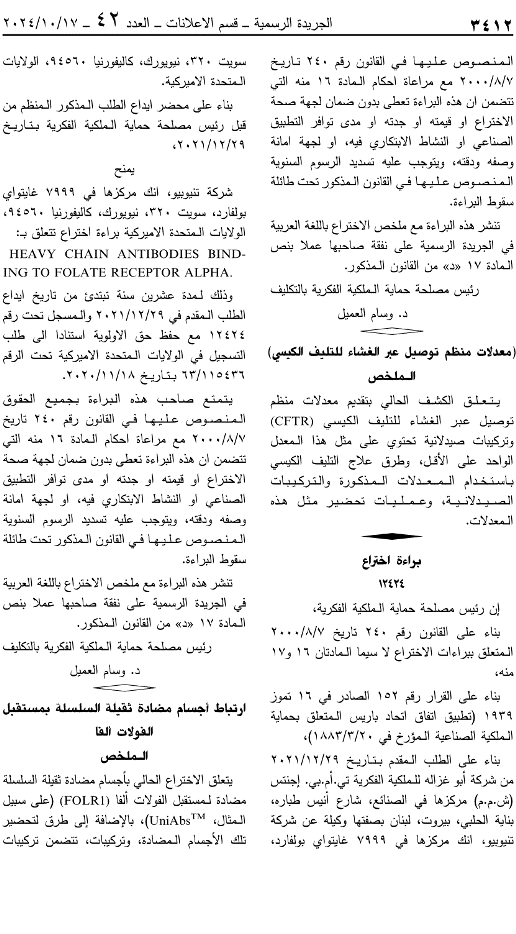 ٣٤١٢
الجريدة الرسمية ــ قسم الاعلانات ــ العدد ٤٢ ــ ٢٠٢٤/١٠/١٧
المنصوص عليها في القانون رقم ٢٤٠ تاريخ
٢٠٠٠/٨/٧ مع مراعاة احكام المادة ١٦ منه التي
تتضمن ان هذه البراءة تعطى بدون ضمان لجهة صحة
الاختراع او قيمته او جدته او مدى توافر التطبيق
الصناعي او النشاط الابتكاري فيه، او لجهة امانة
وصفه ودقته، ويتوجب عليه تسديد الرسوم السنوية
المنصوص عليها في القانون المذكور تحت طائلة
سقوط البراءة.
تنشر هذه البراءة مع ملخص الاختراع باللغة العربية
في الجريدة الرسمية على نفقة صاحبها عملا بنص
المادة ١٧ «د» من القانون المذكور.
رئيس مصلحة حماية الملكية الفكرية بالتكليف
د. وسام العميل
(معدلات منظم توصيل عبر الغشاء للتليف الكيسي)
الملخص
يتعلق الكشف الحالي بتقديم معدلات منظم
توصيل عبر الغشاء للتليف الكيسي (CFTR)
وتركيبات صيدلانية تحتوي على مثل هذا المعدل
الواحد على الأقل، وطرق علاج التليف الكيسي
باستخدام المعدلات المذكورة والتركيبات
الصيدلانية، وعمليات تحضير مثل هذه
المعدلات.
براءة اختراع
١٣٤٢٤
إن رئيس مصلحة حماية الملكية الفكرية،
بناء على القانون رقم ٢٤٠ تاريخ ٢٠٠٠/٨/٧
المتعلق ببراءات الاختراع لا سيما المادتان ١٦ و١٧
منه،
بناء على القرار رقم ١٥٢ الصادر في ١٦ تموز
١٩٣٩ (تطبيق اتفاق اتحاد باريس المتعلق بحماية
الملكية الصناعية المؤرخ في ١٨٨٣/٣/٢٠)،
بناء على الطلب المقدم بتاريخ ٢٠٢١/١٢/٢٩
من شركة أبو غزاله للملكية الفكرية تي.أم.بي. إجنتس
(ش.م.م) مركزها في الصنائع، شارع أنيس طباره،
بناية الحلبي، بيروت، لبنان بصفتها وكيلة عن شركة
تنيوبيو، انك مركزها في ٧٩٩٩ غايتواي بولفارد،
سويت ٣٢٠، نيويورك، كاليفورنيا ٩٤٥٦٠، الولايات
المتحدة الاميركية.
بناء على محضر ايداع الطلب المذكور المنظم من
قبل رئيس مصلحة حماية الملكية الفكرية بتاريخ
٢٠٢١/١٢/٢٩،
يمنح
شركة تنيوبيو، انك مركزها في ٧٩٩٩ غايتواي
بولفارد، سويت ٣٢٠، نيويورك، كاليفورنيا ٩٤٥٦٠،
الولايات المتحدة الاميركية براءة اختراع تتعلق بـ:
HEAVY CHAIN ANTIBODIES BIND-
ING TO FOLATE RECEPTOR ALPHA.
وذلك لمدة عشرين سنة تبتدئ من تاريخ ايداع
الطلب المقدم في ٢٠٢١/١٢/٢٩ والمسجل تحت رقم
١٢٤٢٤ مع حفظ حق الاولوية استنادا الى طلب
التسجيل في الولايات المتحدة الاميركية تحت الرقم
٦٣/١١٥٤٣٦ بتاريخ ٢٠٢٠/١١/١٨.
يتمتع صاحب هذه البراءة بجميع الحقوق
المنصوص عليها في القانون رقم ٢٤٠ تاريخ
٢٠٠٠/٨/٧ مع مراعاة احكام المادة ١٦ منه التي
تتضمن ان هذه البراءة تعطى بدون ضمان لجهة صحة
الاختراع او قيمته او جدته او مدى توافر التطبيق
الصناعي او النشاط الابتكاري فيه، او لجهة امانة
وصفه ودقته، ويتوجب عليه تسديد الرسوم السنوية
المنصوص عليها في القانون المذكور تحت طائلة
سقوط البراءة.
تنشر هذه البراءة مع ملخص الاختراع باللغة العربية
في الجريدة الرسمية على نفقة صاحبها عملا بنص
المادة ١٧ «د» من القانون المذكور.
رئيس مصلحة حماية الملكية الفكرية بالتكليف
د. وسام العميل
ارتباط أجسام مضادة ثقيلة السلسلة بمستقبل
الفولات الفا
الملخص
يتعلق الاختراع الحالي بأجسام مضادة ثقيلة السلسلة
مضادة لمستقبل الفولات ألفا (FOLR1) (على سبيل
المثال، UniAbs™)، بالإضافة إلى طرق لتحضير
تلك الأجسام المضادة، وتركيبات، تتضمن تركيبات